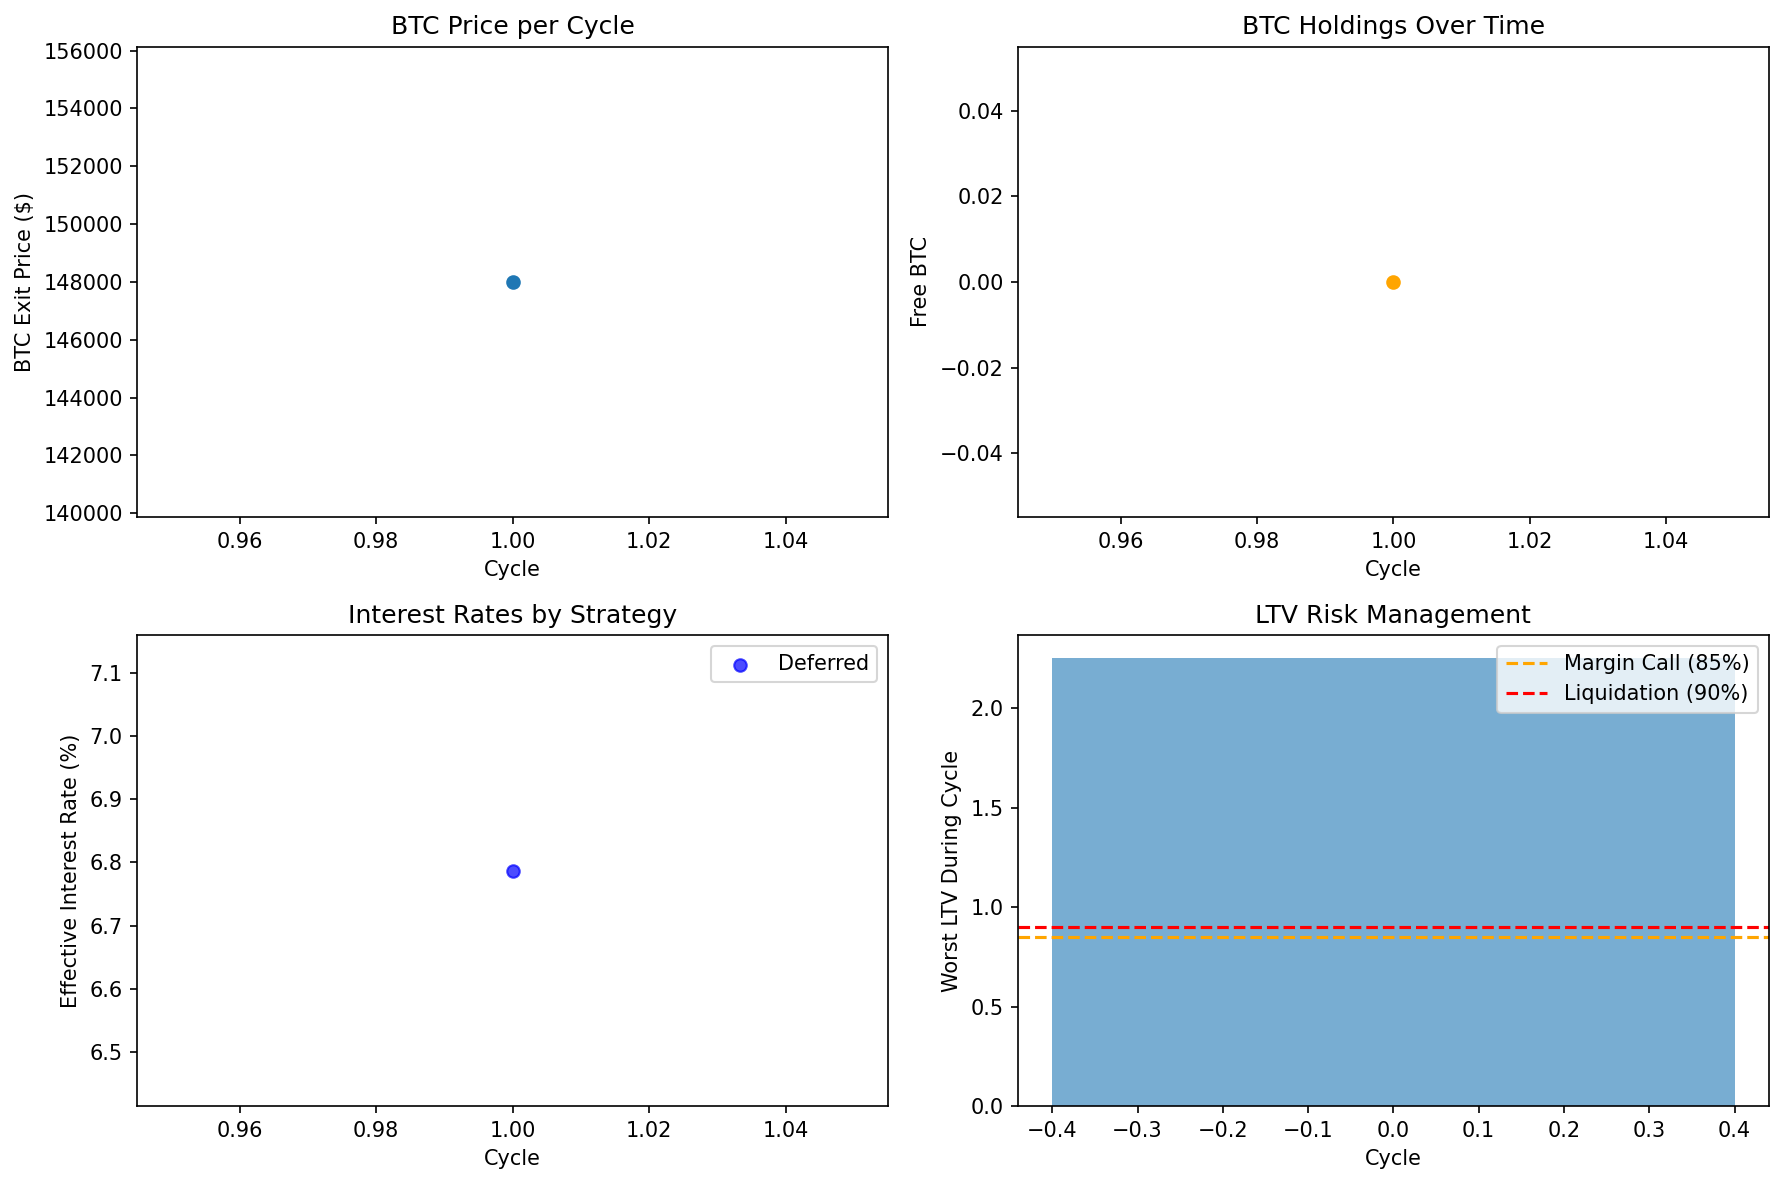 BTC Price per Cycle
BTC Exit Price ($)
156000
154000
152000
150000
148000
146000
144000
142000
140000
0.96 0.98 1.00 1.02 1.04
Cycle
BTC Holdings Over Time
Free BTC
0.04
0.02
0.00
−0.02
−0.04
0.96 0.98 1.00 1.02 1.04
Cycle
Interest Rates by Strategy
Deferred
Effective Interest Rate (%)
7.1
7.0
6.9
6.8
6.7
6.6
6.5
0.96 0.98 1.00 1.02 1.04
Cycle
LTV Risk Management
Margin Call (85%)
Liquidation (90%)
Worst LTV During Cycle
2.0
1.5
1.0
0.5
0.0
−0.4 −0.3 −0.2 −0.1 0.0 0.1 0.2 0.3 0.4
Cycle